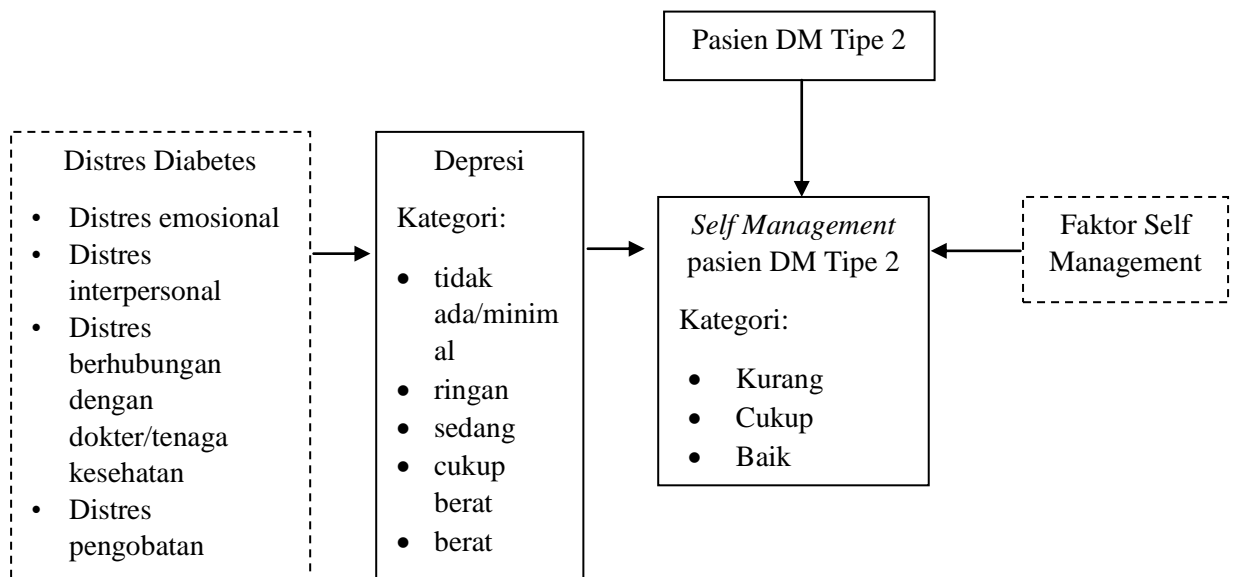 Pasien DM Tipe 2
Distres Diabetes
• Distres emosional
• Distres
interpersonal
• Distres
berhubungan
dengan
dokter/tenaga
kesehatan
• Distres
pengobatan
Depresi
Kategori:
• tidak
ada/minim
al
• ringan
• sedang
• cukup
berat
• berat
Self Management
pasien DM Tipe 2
Kategori:
• Kurang
• Cukup
• Baik
Faktor Self
Management